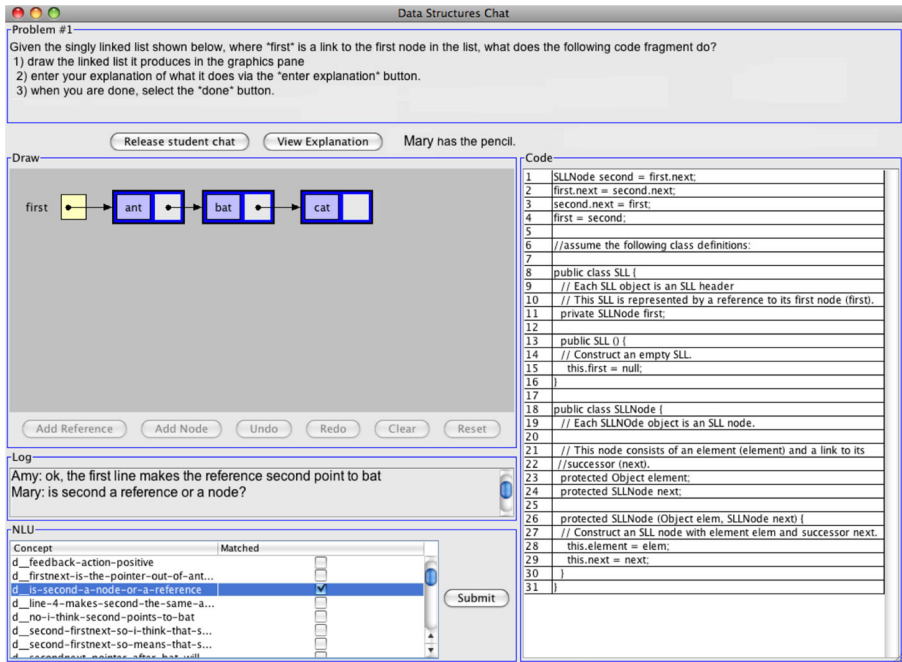 Data Structures Chat
Problem #1
Given the singly linked list shown below, where *first* is a link to the first node in the list, what does the following code fragment do?
1) draw the linked list it produces in the graphics pane
2) enter your explanation of what it does via the *enter explanation* button.
3) when you are done, select the *done* button.
Release student chat View Explanation Mary has the pencil.
Draw
first ant bat cat
Add Reference Add Node Undo Redo Clear Reset
Log
Amy: ok, the first line makes the reference second point to bat
Mary: is second a reference or a node?
NLU
Concept Matched
d__feedback-action-positive
d__firstnext-is-the-pointer-out-of-ant...
d__is-second-a-node-or-a-reference
d__line-4-makes-second-the-same-a...
d__no-i-think-second-points-to-bat
d__second-firstnext-so-i-think-that-s...
d__second-firstnext-so-means-that-s...
Submit
Code
1 SLLNode second = first.next;
2 first.next = second.next;
3 second.next = first;
4 first = second;
5
6 //assume the following class definitions:
7
8 public class SLL {
9 // Each SLL object is an SLL header
10 // This SLL is represented by a reference to its first node (first).
11 private SLLNode first;
12
13 public SLL () {
14 // Construct an empty SLL.
15 this.first = null;
16 }
17
18 public class SLLNode {
19 // Each SLLNOde object is an SLL node.
20
21 // This node consists of an element (element) and a link to its
22 //successor (next).
23 protected Object element;
24 protected SLLNode next;
25
26 protected SLLNode (Object elem, SLLNode next) {
27 // Construct an SLL node with element elem and successor next.
28 this.element = elem;
29 this.next = next;
30 }
31 }